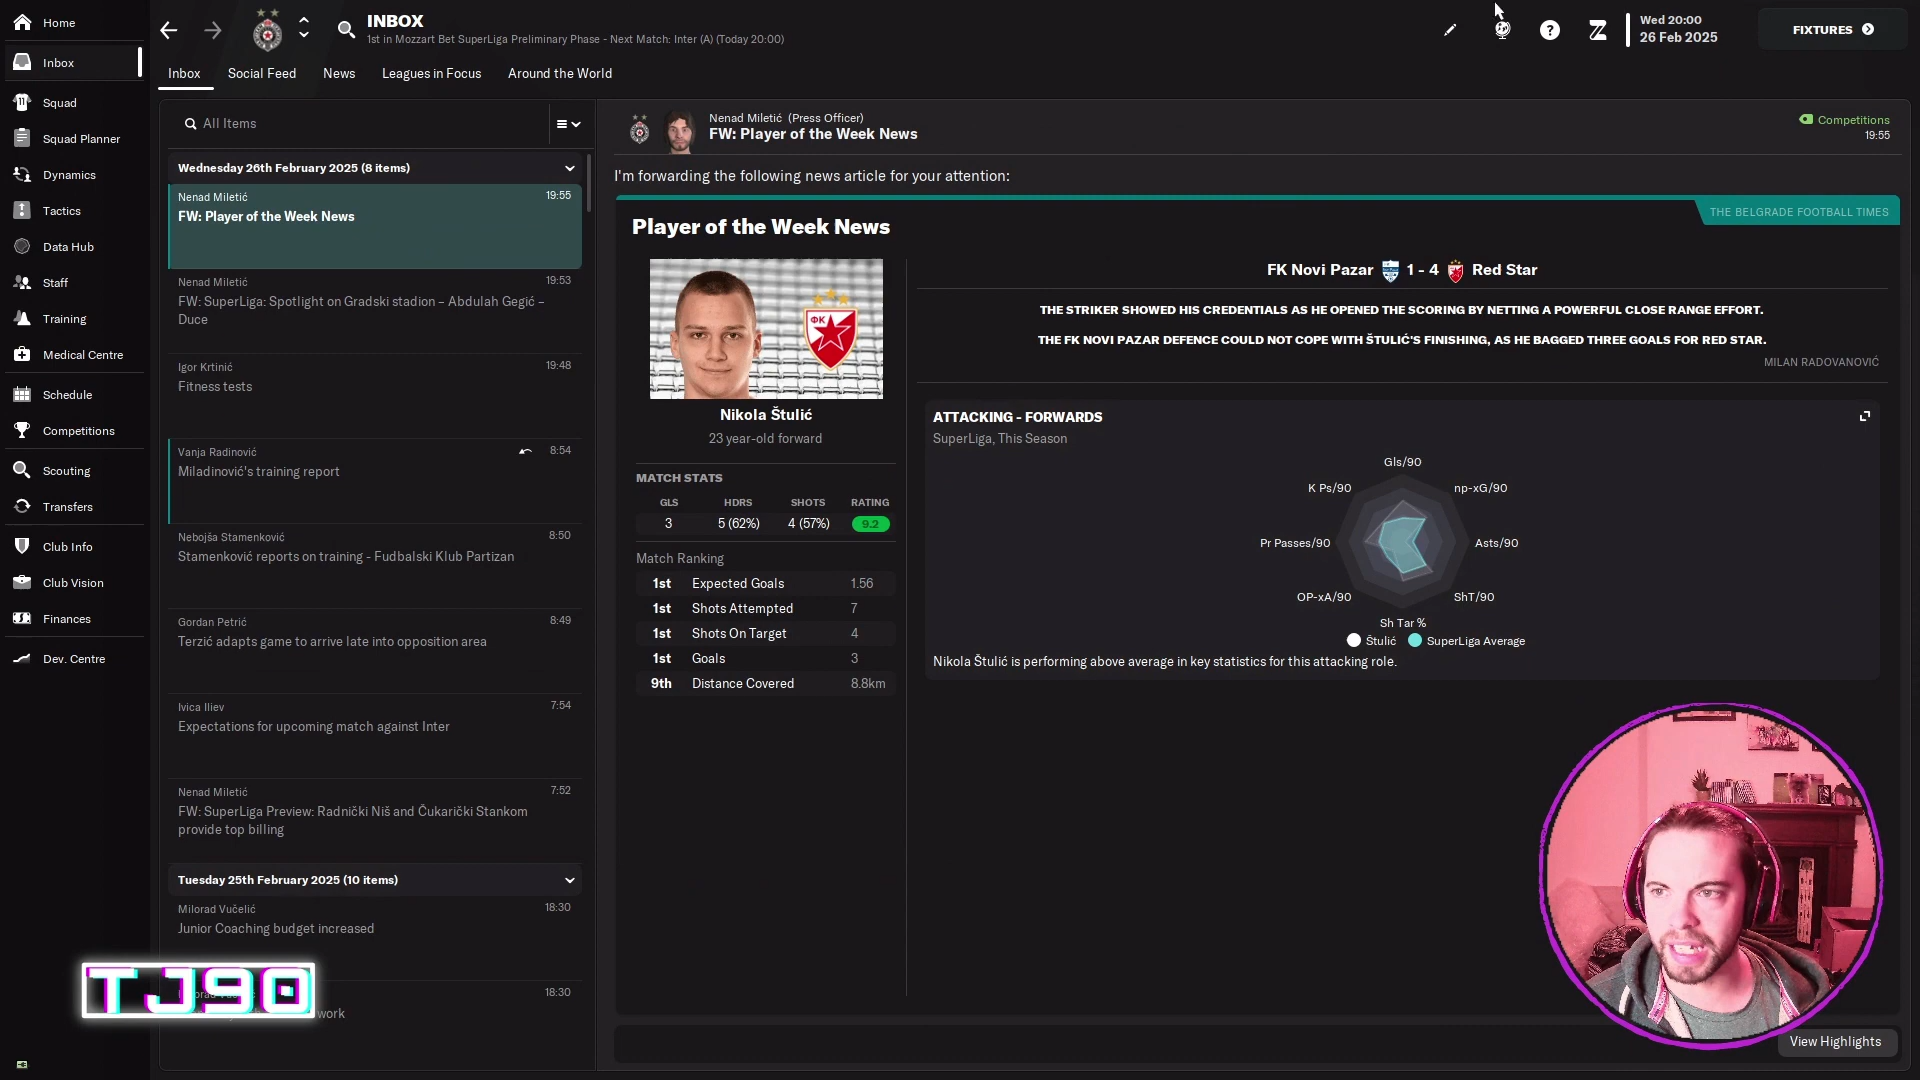 Home
INBOX
1st in Mozzart Bet SuperLiga Preliminary Phase - Next Match: Inter (A) (Today 20:00)
Wed 20:00
26 Feb 2025
FIXTURES
Inbox
Inbox
Social Feed
News
Leagues in Focus
Around the World
Squad
Squad Planner
Dynamics
Tactics
Data Hub
Staff
Training
Medical Centre
Schedule
Competitions
Scouting
Transfers
Club Info
Club Vision
Finances
Dev. Centre
All Items
Wednesday 26th February 2025 (8 items)
Nenad Miletić 19:55
FW: Player of the Week News
Nenad Miletić 19:53
FW: SuperLiga: Spotlight on Gradski stadion – Abdulah Gegić –
Duce
Igor Krtinić 19:48
Fitness tests
Vanja Radinović 8:54
Miladinović's training report
Nebojša Stamenković 8:50
Stamenković reports on training - Fudbalski Klub Partizan
Gordan Petrić 8:49
Terzić adapts game to arrive late into opposition area
Ivica Iliev 7:54
Expectations for upcoming match against Inter
Nenad Miletić 7:52
FW: SuperLiga Preview: Radnički Niš and Čukarički Stankom
provide top billing
Tuesday 25th February 2025 (10 items)
Milorad Vučelić 18:30
Junior Coaching budget increased
18:30
work
TJ90
Nenad Miletić (Press Officer)
FW: Player of the Week News
Competitions
19:55
I'm forwarding the following news article for your attention:
THE BELGRADE FOOTBALL TIMES
Player of the Week News
ФК
Nikola Štulić
23 year-old forward
MATCH STATS
GLS HDRS SHOTS RATING
3 5 (62%) 4 (57%) 9.2
Match Ranking
1st Expected Goals 1.56
1st Shots Attempted 7
1st Shots On Target 4
1st Goals 3
9th Distance Covered 8.8km
FK Novi Pazar 1 - 4 Red Star
THE STRIKER SHOWED HIS CREDENTIALS AS HE OPENED THE SCORING BY NETTING A POWERFUL CLOSE RANGE EFFORT.
THE FK NOVI PAZAR DEFENCE COULD NOT COPE WITH ŠTULIĆ'S FINISHING, AS HE BAGGED THREE GOALS FOR RED STAR.
MILAN RADOVANOVIĆ
ATTACKING - FORWARDS
SuperLiga, This Season
Gls/90
K Ps/90
np-xG/90
Pr Passes/90
Asts/90
OP-xA/90
ShT/90
Sh Tar %
Štulić
SuperLiga Average
Nikola Štulić is performing above average in key statistics for this attacking role.
View Highlights